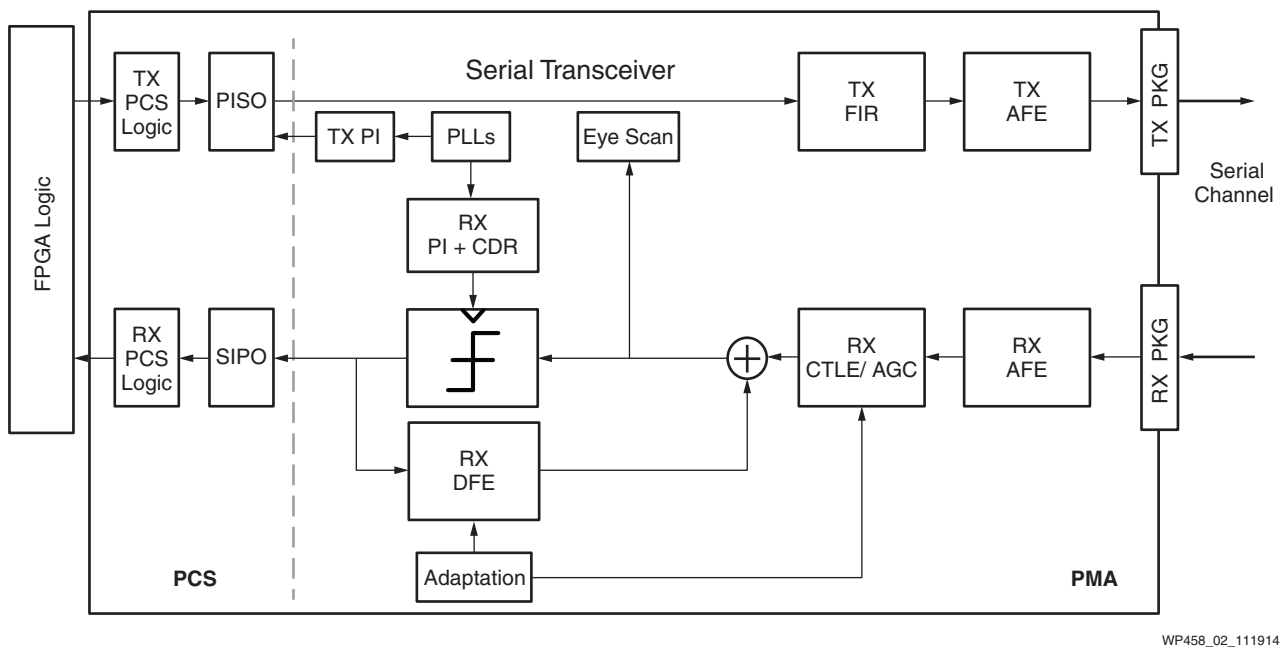 FPGA Logic
TX
PCS
Logic
PISO
Serial Transceiver
TX PI
PLLs
Eye Scan
TX
FIR
TX
AFE
TX PKG
Serial
Channel
RX
PI + CDR
RX
PCS
Logic
SIPO
RX
CTLE/ AGC
RX
AFE
RX PKG
RX
DFE
Adaptation
PCS
PMA
WP458_02_111914